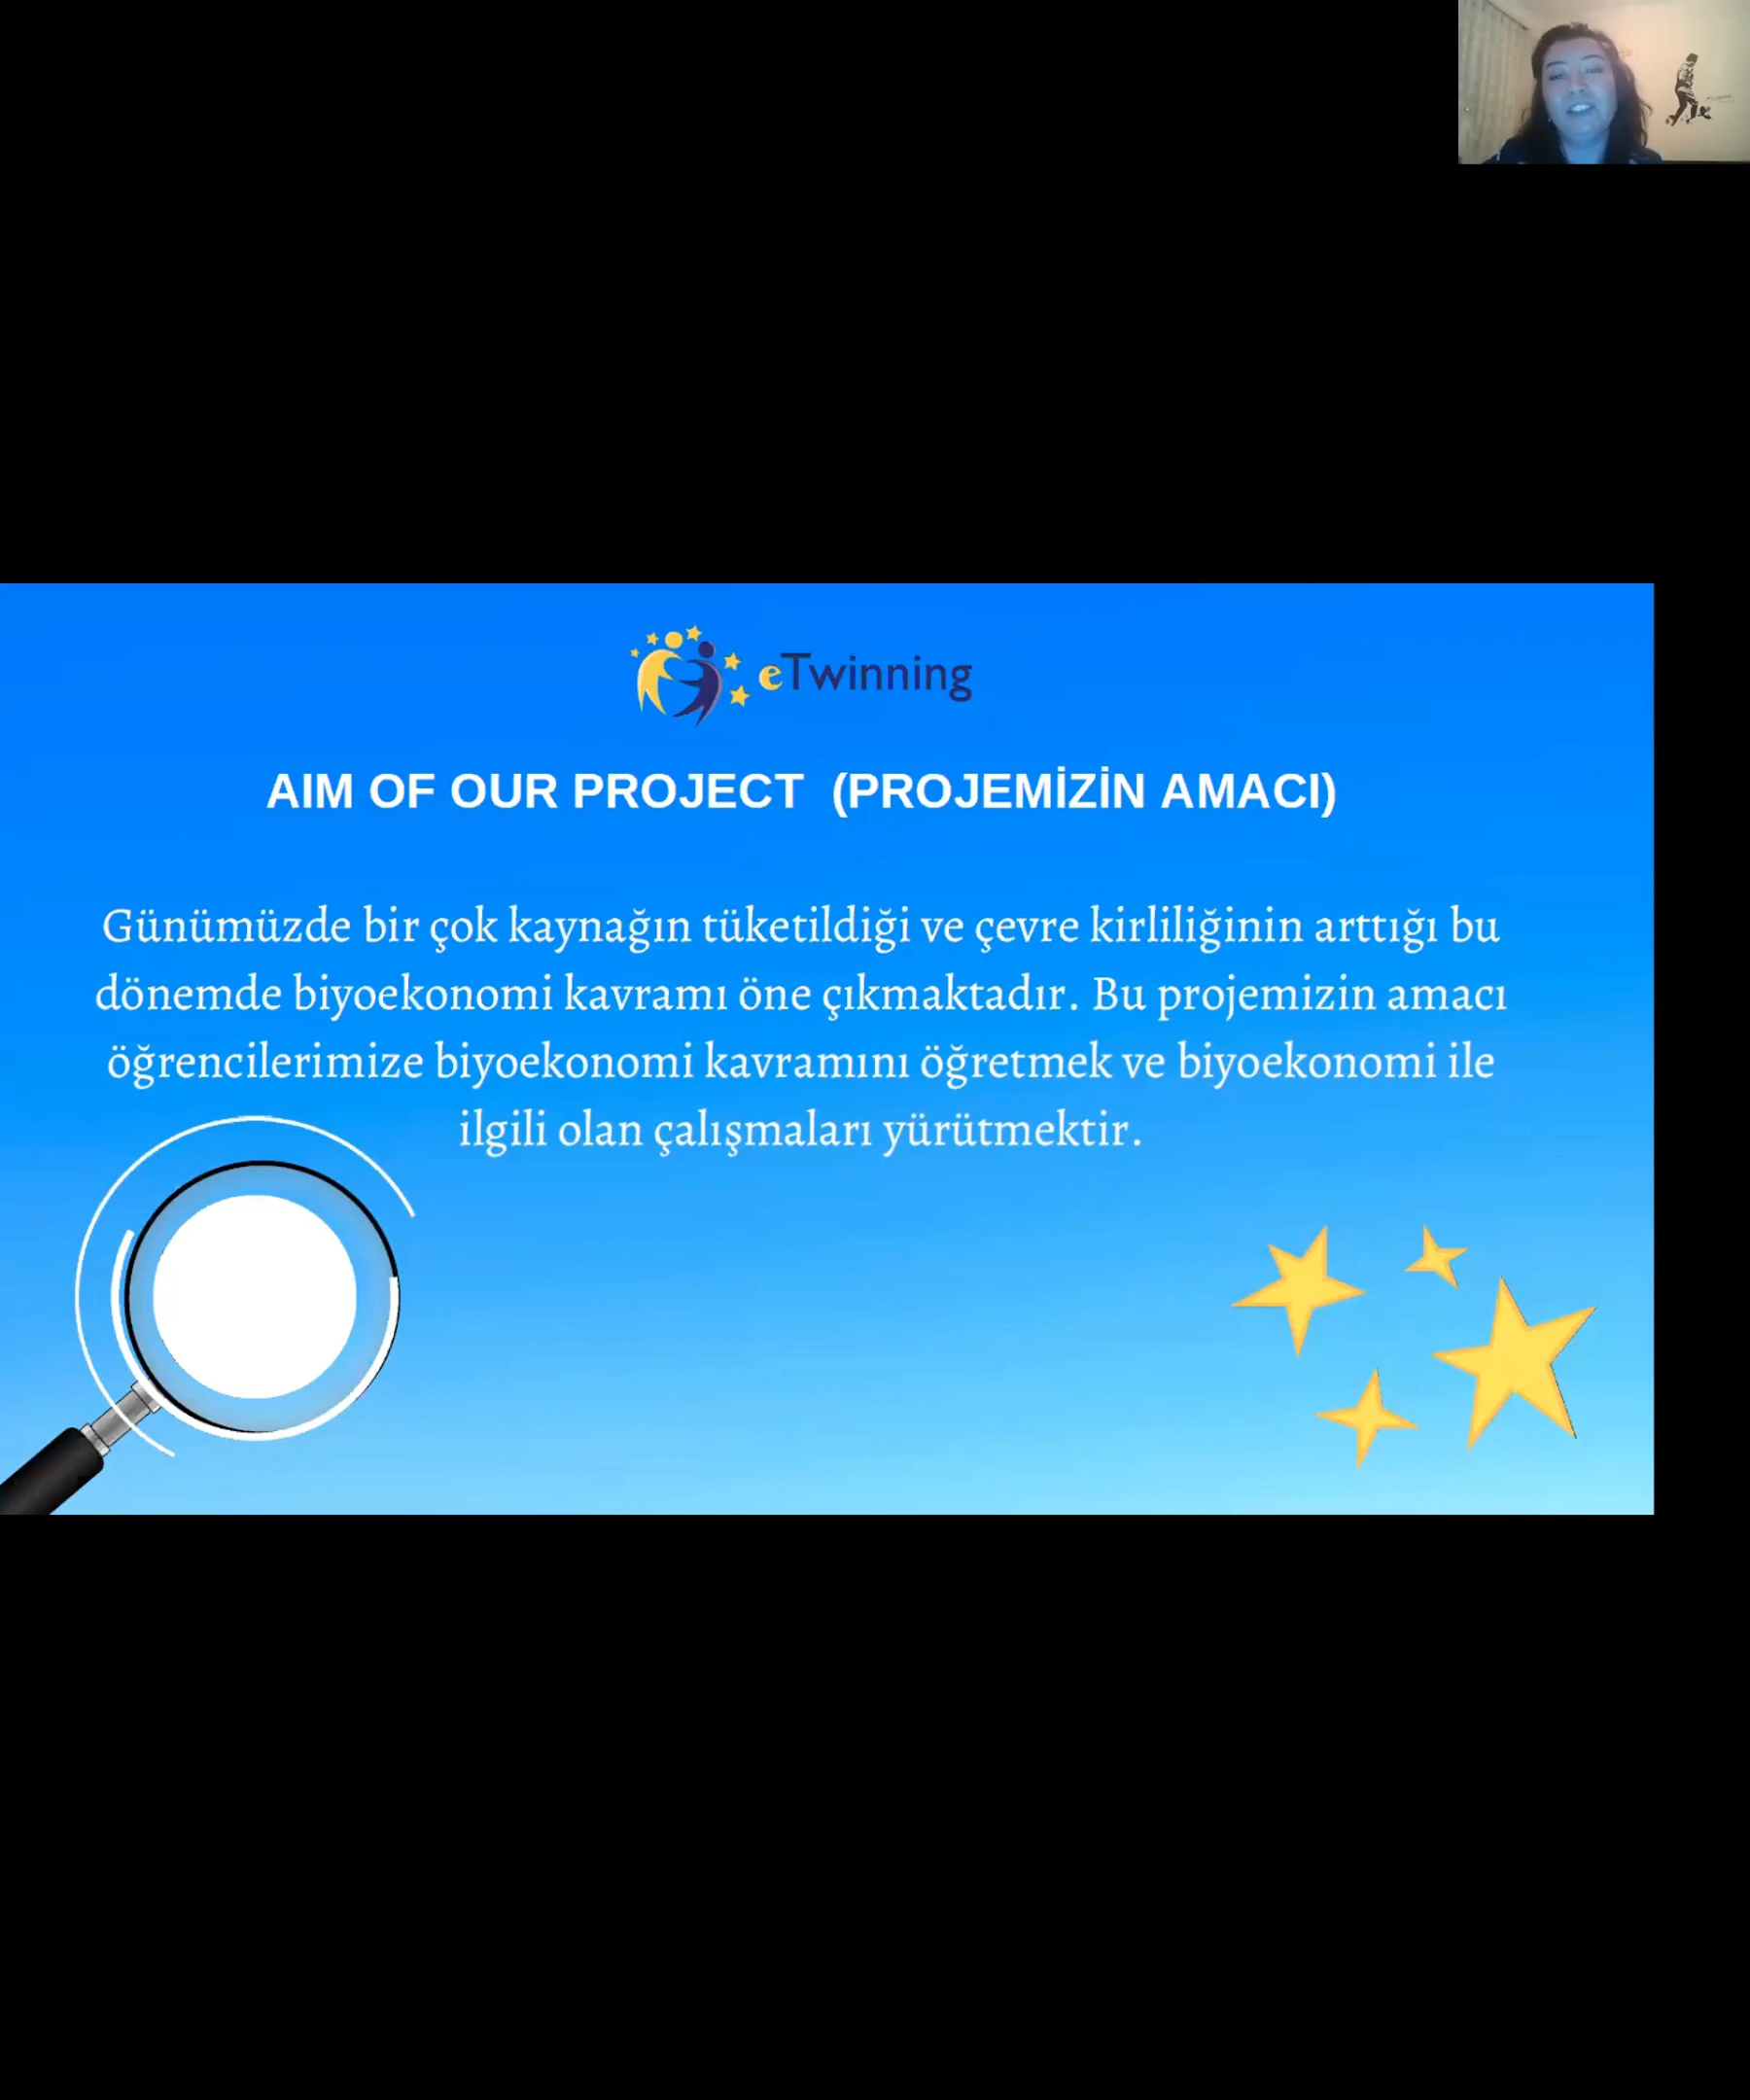 eTwinning
AIM OF OUR PROJECT (PROJEMİZİN AMACI)
Günümüzde bir çok kaynağın tüketildiği ve çevre kirliliğinin arttığı bu
dönemde biyoekonomi kavramı öne çıkmaktadır. Bu projemizin amacı
öğrencilerimize biyoekonomi kavramını öğretmek ve biyoekonomi ile
ilgili olan çalışmaları yürütmektir.